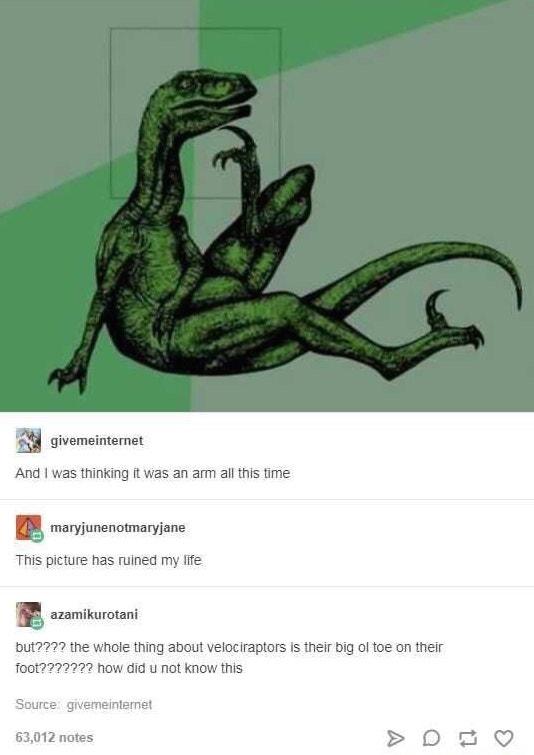 givemeinternet
And I was thinking it was an arm all this time
maryjunenotmaryjane
This picture has ruined my life
azamikurotani
but???? the whole thing about velociraptors is their big ol toe on their
foot??????? how did u not know this
Source: givemeinternet
63,012 notes